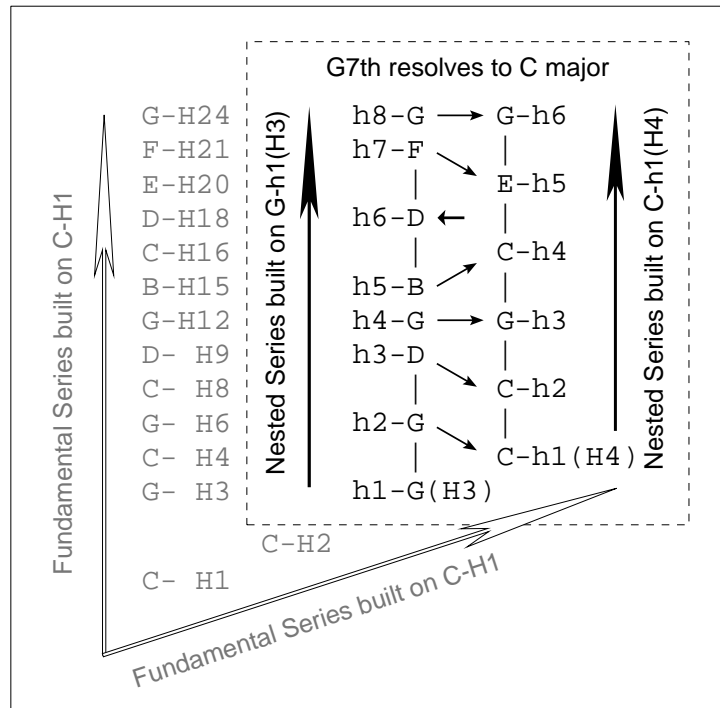 G7th resolves to C major
G-H24 h8-G G-h6
F-H21 h7-F
E-H20 E-h5
D-H18 h6-D
C-H16 C-h4
B-H15 h5-B
G-H12 h4-G G-h3
D- H9 h3-D
C- H8 C-h2
G- H6 h2-G
C- H4 C-h1(H4)
G- H3 h1-G(H3)
C-H2
C- H1
Fundamental Series built on C-H1
Nested Series built on G-h1(H3)
Nested Series built on C-h1(H4)
Fundamental Series built on C-H1